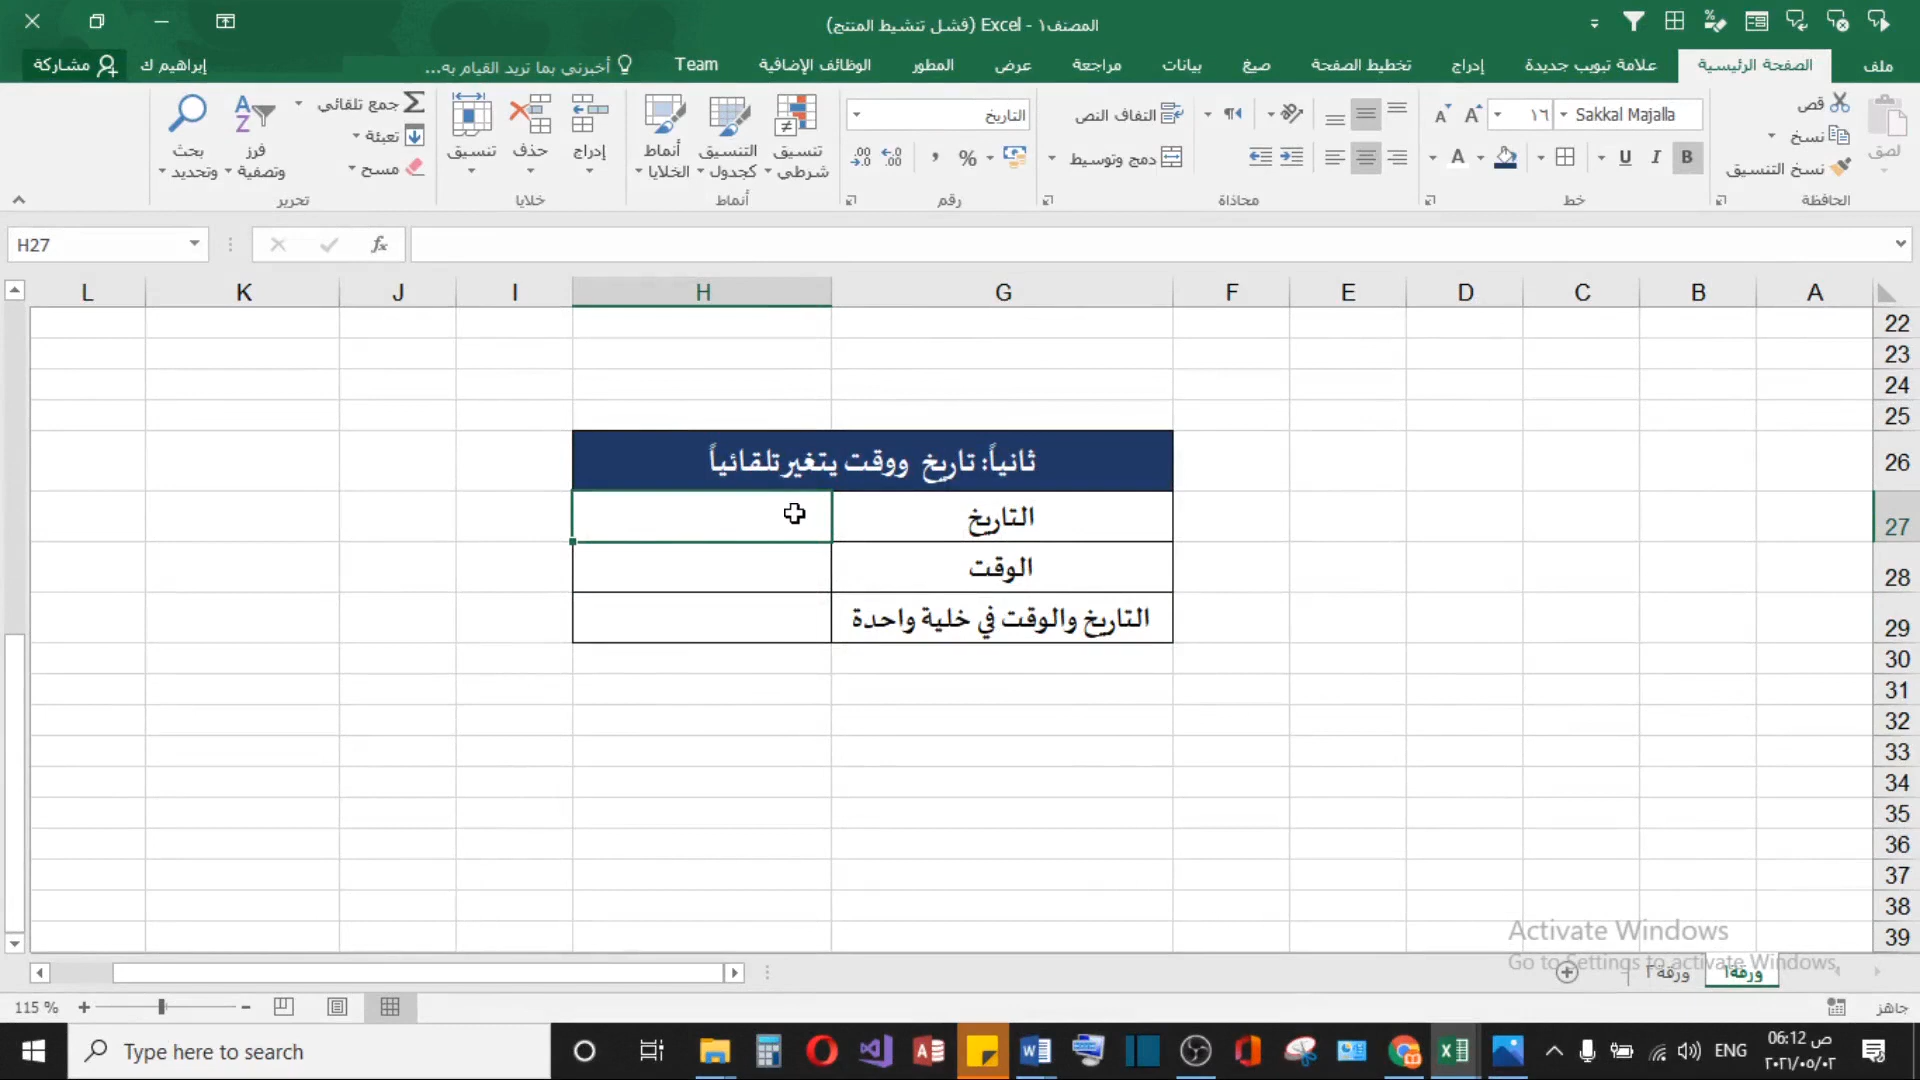 المصنف١ - Excel (فشل تنشيط المنتج)
ملف
الصفحة الرئيسية
علامة تبويب جديدة
إدراج
تخطيط الصفحة
صيغ
بيانات
مراجعة
عرض
المطور
الوظائف الإضافية
Team
أخبرني بما تريد القيام به...
إبراهيم ك
مشاركة
لصق
قص
نسخ
نسخ التنسيق
الحافظة
Sakkal Majalla
١٦
B I U
خط
التفاف النص
دمج وتوسيط
محاذاة
التاريخ
%
رقم
تنسيق شرطي
التنسيق كجدول
أنماط الخلايا
أنماط
إدراج
حذف
تنسيق
خلايا
جمع تلقائي
تعبئة
مسح
فرز وتصفية
بحث وتحديد
تحرير
H27
fx
L K J I H G F E D C B A
22
23
24
25
26
27
28
29
30
31
32
33
34
35
36
37
38
39
ثانياً: تاريخ ووقت يتغير تلقائياً
التاريخ
الوقت
التاريخ والوقت في خلية واحدة
Activate Windows
Go to Settings to activate Windows.
ورقة١
ورقة٢
جاهز
115 %
Type here to search
ENG
06:12 ص
٢٠٢١/٠٥/٠٢